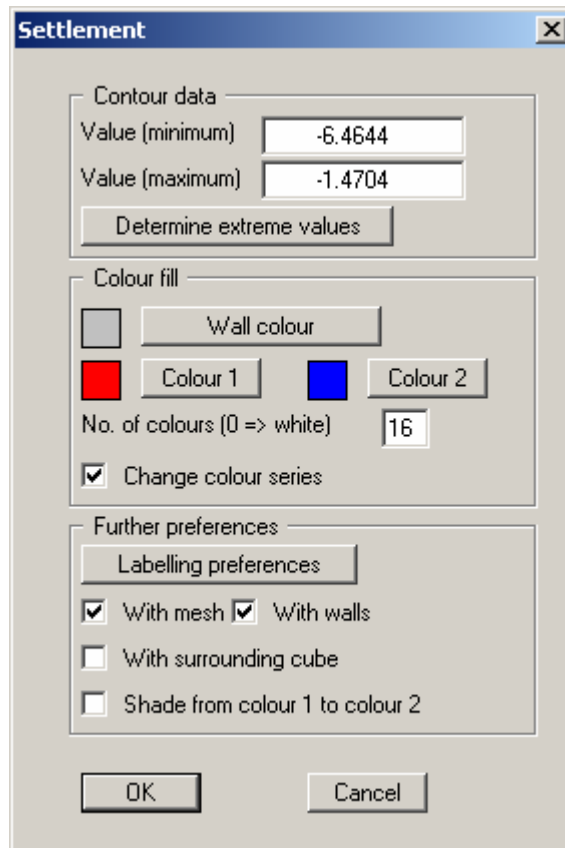 Settlement
Contour data
Value (minimum) -6.4644
Value (maximum) -1.4704
Determine extreme values
Colour fill
Wall colour
Colour 1 Colour 2
No. of colours (0 => white) 16
Change colour series
Further preferences
Labelling preferences
With mesh With walls
With surrounding cube
Shade from colour 1 to colour 2
OK Cancel